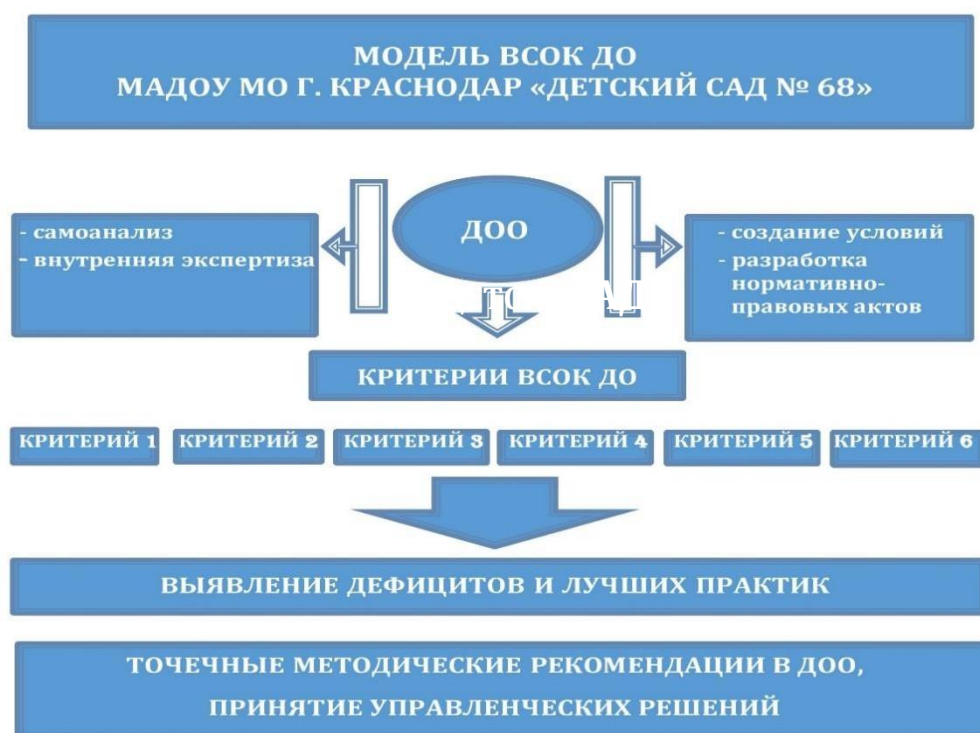 МОДЕЛЬ ВСОК ДО
МАДОУ МО Г. КРАСНОДАР «ДЕТСКИЙ САД № 68»
ДОО
- самоанализ
- внутренняя экспертиза
- создание условий
- разработка
нормативно-
правовых актов
КРИТЕРИИ ВСОК ДО
КРИТЕРИЙ 1
КРИТЕРИЙ 2
КРИТЕРИЙ 3
КРИТЕРИЙ 4
КРИТЕРИЙ 5
КРИТЕРИЙ 6
ВЫЯВЛЕНИЕ ДЕФИЦИТОВ И ЛУЧШИХ ПРАКТИК
ТОЧЕЧНЫЕ МЕТОДИЧЕСКИЕ РЕКОМЕНДАЦИИ В ДОО,
ПРИНЯТИЕ УПРАВЛЕНЧЕСКИХ РЕШЕНИЙ